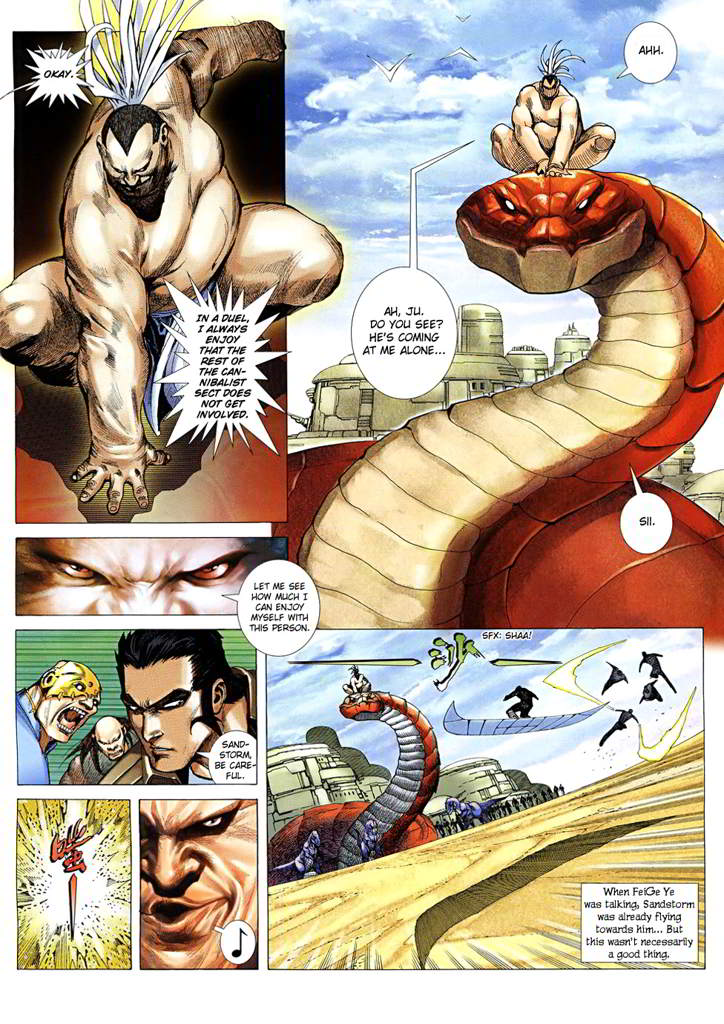 OKAY.
AHH.
IN A DUEL,
I ALWAYS
ENJOY
THAT THE
REST OF
THE CAN-
NIBALIST
SECT DOES
NOT GET
INVOLVED.
AH, JU.
DO YOU SEE?
HE'S COMING
AT ME ALONE...
SII.
LET ME SEE
HOW MUCH I
CAN ENJOY
MYSELF WITH
THIS PERSON.
SAND-
STORM,
BE CARE-
FUL.
SFX: SHAA!
When FeiGe Ye
was talking, Sandstorm
was already flying
towards him... But
this wasn't necessarily
a good thing.